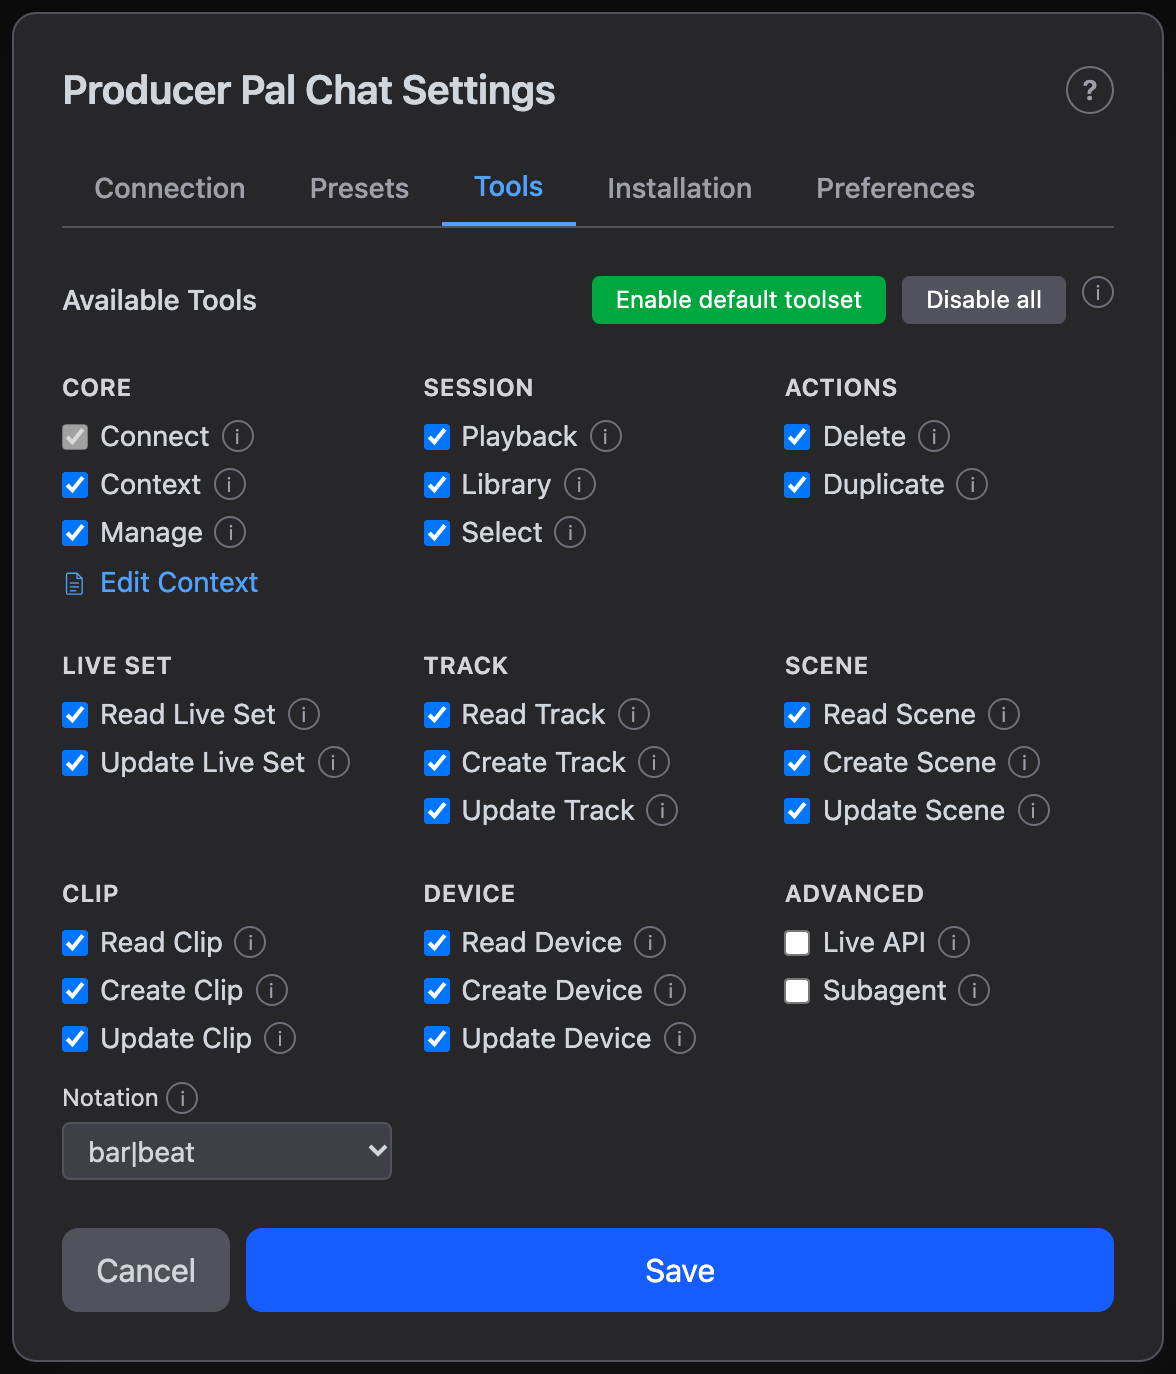 Producer Pal Chat Settings
?
Connection Presets Tools Installation Preferences
Available Tools
Enable default toolset
Disable all
i
CORE
Connect i
Context i
Manage i
Edit Context
SESSION
Playback i
Library i
Select i
ACTIONS
Delete i
Duplicate i
LIVE SET
Read Live Set i
Update Live Set i
TRACK
Read Track i
Create Track i
Update Track i
SCENE
Read Scene i
Create Scene i
Update Scene i
CLIP
Read Clip i
Create Clip i
Update Clip i
Notation i
bar|beat
DEVICE
Read Device i
Create Device i
Update Device i
ADVANCED
Live API i
Subagent i
Cancel
Save